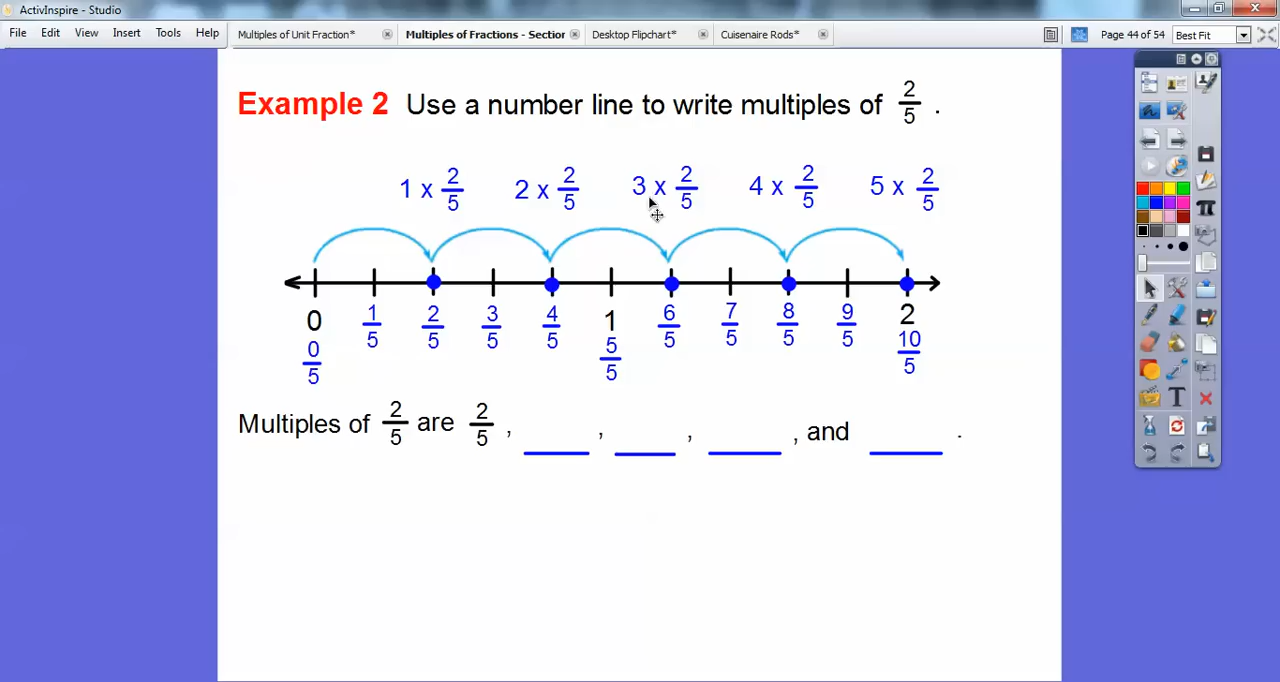 ActivInspire - Studio
File Edit View Insert Tools Help
Multiples of Unit Fraction* Multiples of Fractions - Section Desktop Flipchart* Cuisenaire Rods*
Page 44 of 54 Best Fit
Example 2 Use a number line to write multiples of 2/5 .
1 x 2/5 2 x 2/5 3 x 2/5 4 x 2/5 5 x 2/5
0 1/5 2/5 3/5 4/5 1 6/5 7/5 8/5 9/5 2
0/5 5/5 10/5
Multiples of 2/5 are 2/5 , ____ , ____ , ____ , and ____ .